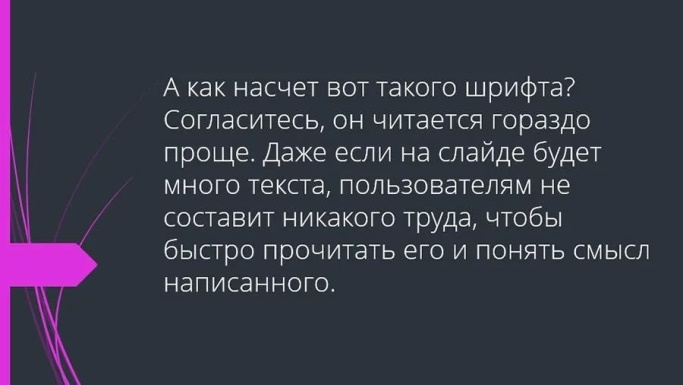 А как насчет вот такого шрифта?
Согласитесь, он читается гораздо
проще. Даже если на слайде будет
много текста, пользователям не
составит никакого труда, чтобы
быстро прочитать его и понять смысл
написанного.